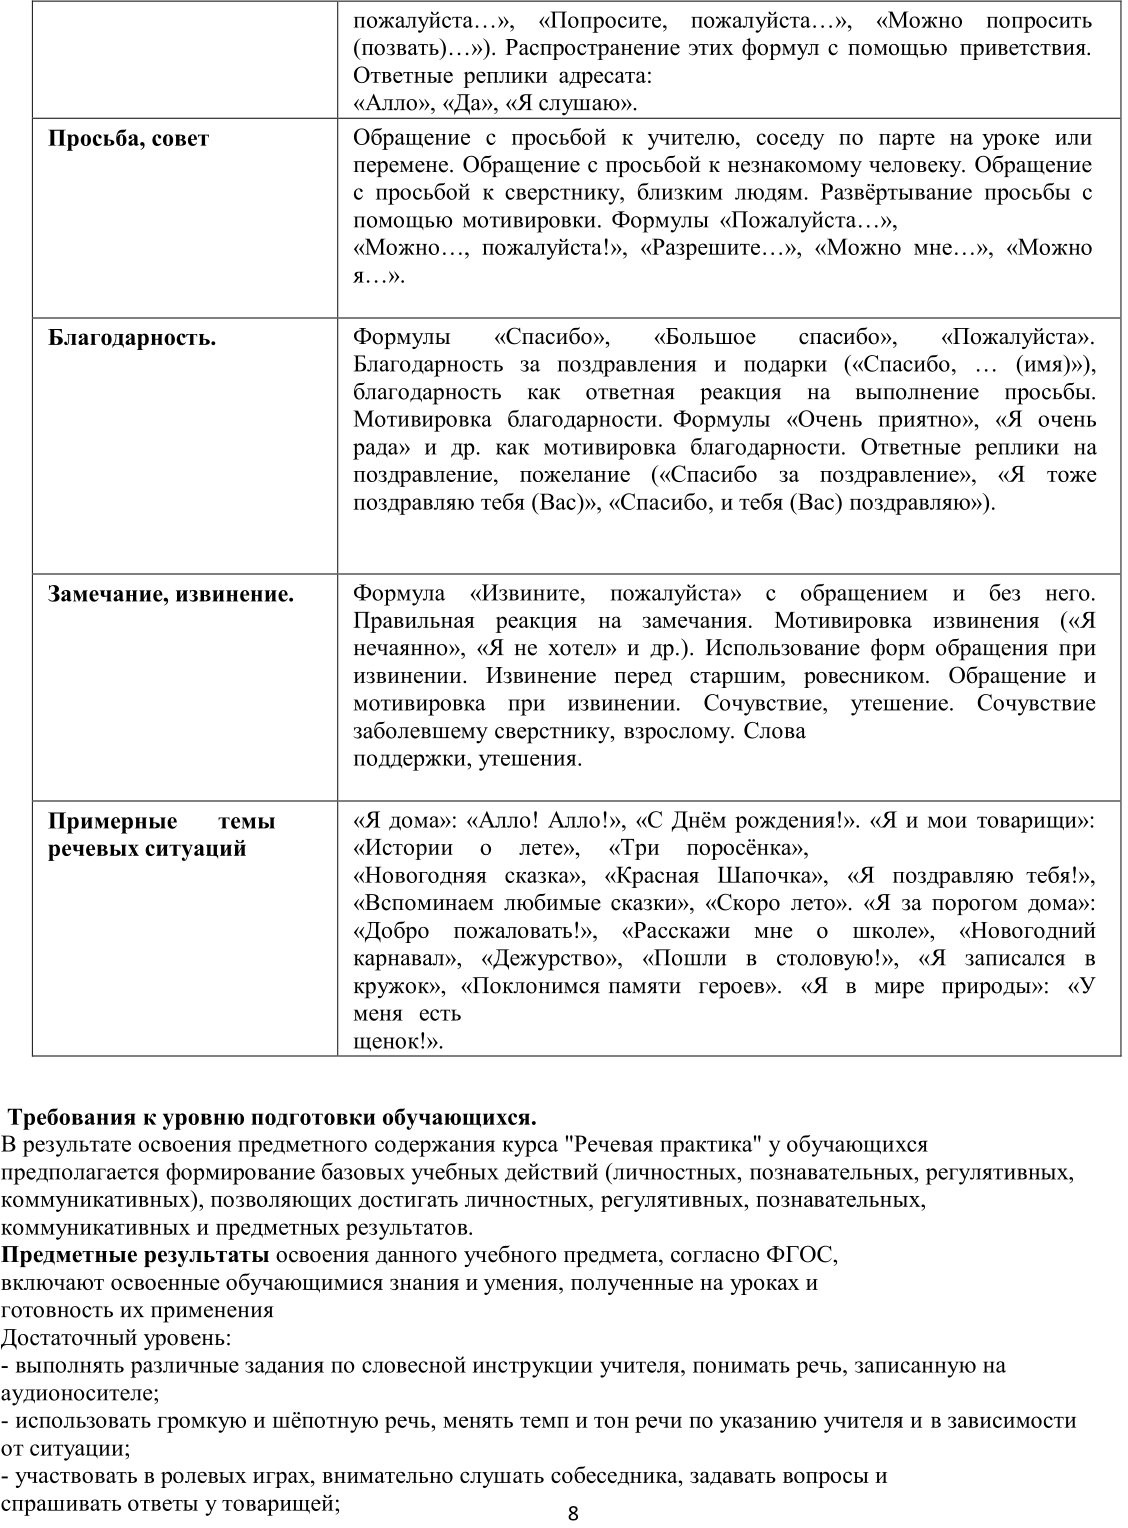 пожалуйста…», «Попросите, пожалуйста…», «Можно попросить
(позвать)…»). Распространение этих формул с помощью приветствия.
Ответные реплики адресата:
«Алло», «Да», «Я слушаю».
Просьба, совет
Обращение с просьбой к учителю, соседу по парте на уроке или
перемене. Обращение с просьбой к незнакомому человеку. Обращение
с просьбой к сверстнику, близким людям. Развёртывание просьбы с
помощью мотивировки. Формулы «Пожалуйста…»,
«Можно…, пожалуйста!», «Разрешите…», «Можно мне…», «Можно
я…».
Благодарность.
Формулы «Спасибо», «Большое спасибо», «Пожалуйста».
Благодарность за поздравления и подарки («Спасибо, … (имя)»),
благодарность как ответная реакция на выполнение просьбы.
Мотивировка благодарности. Формулы «Очень приятно», «Я очень
рада» и др. как мотивировка благодарности. Ответные реплики на
поздравление, пожелание («Спасибо за поздравление», «Я тоже
поздравляю тебя (Вас)», «Спасибо, и тебя (Вас) поздравляю»).
Замечание, извинение.
Формула «Извините, пожалуйста» с обращением и без него.
Правильная реакция на замечания. Мотивировка извинения («Я
нечаянно», «Я не хотел» и др.). Использование форм обращения при
извинении. Извинение перед старшим, ровесником. Обращение и
мотивировка при извинении. Сочувствие, утешение. Сочувствие
заболевшему сверстнику, взрослому. Слова
поддержки, утешения.
Примерные темы
речевых ситуаций
«Я дома»: «Алло! Алло!», «С Днём рождения!». «Я и мои товарищи»:
«Истории о лете», «Три поросёнка»,
«Новогодняя сказка», «Красная Шапочка», «Я поздравляю тебя!»,
«Вспоминаем любимые сказки», «Скоро лето». «Я за порогом дома»:
«Добро пожаловать!», «Расскажи мне о школе», «Новогодний
карнавал», «Дежурство», «Пошли в столовую!», «Я записался в
кружок», «Поклонимся памяти героев». «Я в мире природы»: «У
меня есть
щенок!».
Требования к уровню подготовки обучающихся.
В результате освоения предметного содержания курса "Речевая практика" у обучающихся
предполагается формирование базовых учебных действий (личностных, познавательных, регулятивных,
коммуникативных), позволяющих достигать личностных, регулятивных, познавательных,
коммуникативных и предметных результатов.
Предметные результаты освоения данного учебного предмета, согласно ФГОС,
включают освоенные обучающимися знания и умения, полученные на уроках и
готовность их применения
Достаточный уровень:
- выполнять различные задания по словесной инструкции учителя, понимать речь, записанную на
аудионосителе;
- использовать громкую и шёпотную речь, менять темп и тон речи по указанию учителя и в зависимости
от ситуации;
- участвовать в ролевых играх, внимательно слушать собеседника, задавать вопросы и
спрашивать ответы у товарищей;
8